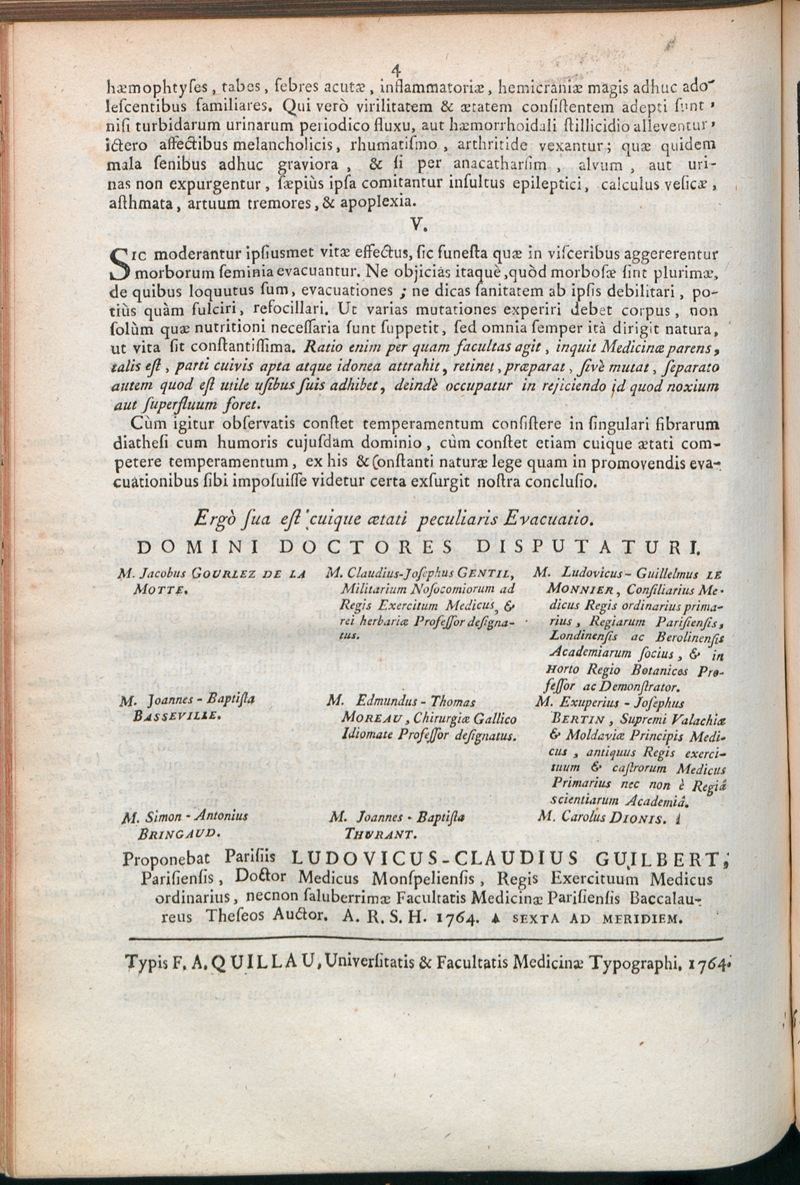 4
hæmophtyſes, tabes, febres acutæ, inflammatoriæ, hemicraniæ magis adhuc ado-
leſcentibus familiares. Qui verò virilitatem & ætatem conſiſtentem adepti ſunt,
niſi turbidarum urinarum periodico fluxu, aut hæmorrhoidali ſtillicidio alleventur,
ictero affectibus melancholicis, rhumatiſmo, arthritide vexantur; quæ quidem
mala ſenibus adhuc graviora, & ſi per anacatharſim, alvum, aut uri-
nas non expurgentur, ſæpiùs ipſa comitantur inſultus epileptici, calculus veſicæ,
aſthmata, artuum tremores, & apoplexia.
V.
SIC moderantur ipſiusmet vitæ effectus, ſic funeſta quæ in viſceribus aggererentur
morborum ſeminia evacuantur. Ne objicias itaquè, quòd morboſæ ſint plurimæ,
de quibus loquutus ſum, evacuationes; ne dicas ſanitatem ab ipſis debilitari, po-
tiùs quàm fulciri, refocillari. Ut varias mutationes experiri debet corpus, non
ſolùm quæ nutritioni neceſſaria ſunt ſuppetit, ſed omnia ſemper ità dirigit natura,
ut vita ſit conſtantiſſima. Ratio enim per quam facultas agit, inquit Medicinæ parens,
talis eſt, parti cuivis apta atque idonea attrahit, retinet, præparat, ſivè mutat, ſeparato
autem quod eſt utile uſibus ſuis adhibet, deindè occupatur in rejiciendo id quod noxium
aut ſuperfluum foret.
Cùm igitur obſervatis conſtet temperamentum conſiſtere in ſingulari fibrarum
diatheſi cum humoris cujuſdam dominio, cùm conſtet etiam cuique ætati com-
petere temperamentum, ex his & Conſtanti naturæ lege quam in promovendis eva-
cuationibus ſibi impoſuiſſe videtur certa exſurgit noſtra concluſio.
Ergò ſua eſt cuique ætati peculiaris Evacuatio.
DOMINI DOCTORES DISPUTATURI.
M. Jacobus GOURLEZ DE LA
MOTTE.
M. Claudius-Joſephus GENTIL,
Militarium Noſocomiorum ad
Regis Exercitum Medicus, &
rei herbariæ Profeſſor deſigna-
tus.
M. Ludovicus-Guillelmus LE
MONNIER, Conſiliarius Me-
dicus Regis ordinarius prima-
rius, Regiarum Pariſienſis,
Londinenſis ac Berolinenſis
Academiarum ſocius, & in
Horto Regio Botanices Pro-
feſſor ac Demonſtrator.
M. Joannes-Baptiſta
BASSEVILLE.
M. Edmundus-Thomas
MOREAU, Chirurgiæ Gallico
Idiomate Profeſſor deſignatus.
M. Exuperius-Joſephus
BERTIN, Supremi Valachiæ
& Moldaviæ Principis Medi-
cus, antiquus Regis exerci-
tuum & caſtrorum Medicus
Primarius nec non è Regiâ
scientiarum Academiâ.
M. Simon-Antonius
BRINGAUD.
M. Joannes-Baptiſta
THURANT.
M. Carolus DIONIS.
Proponebat Pariſiis LUDOVICUS-CLAUDIUS GUILBERT,
Pariſienſis, Doctor Medicus Monſpelienſis, Regis Exercituum Medicus
ordinarius, necnon ſaluberrimæ Facultatis Medicinæ Pariſienſis Baccalau-
reus Theſeos Auctor. A. R. S. H. 1764. A SEXTA AD MERIDIEM.
Typis F. A. QUILLAU, Univerſitatis & Facultatis Medicinæ Typographi. 1764.